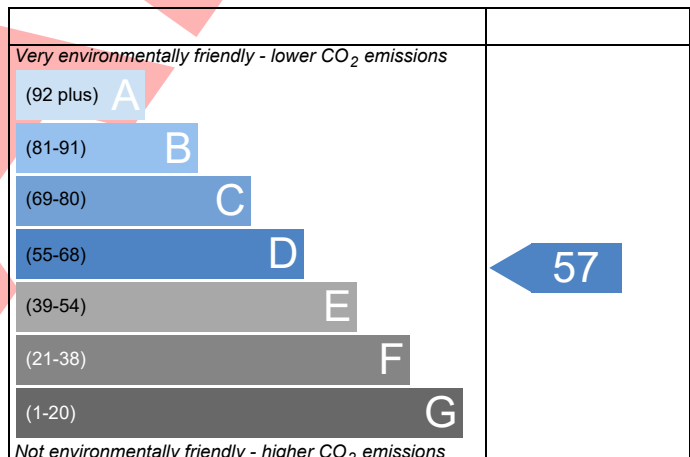 Very environmentally friendly - lower CO2 emissions
(92 plus) A
(81-91) B
(69-80) C
(55-68) D
57
(39-54) E
(21-38) F
(1-20) G
Not environmentally friendly - higher CO2 emissions